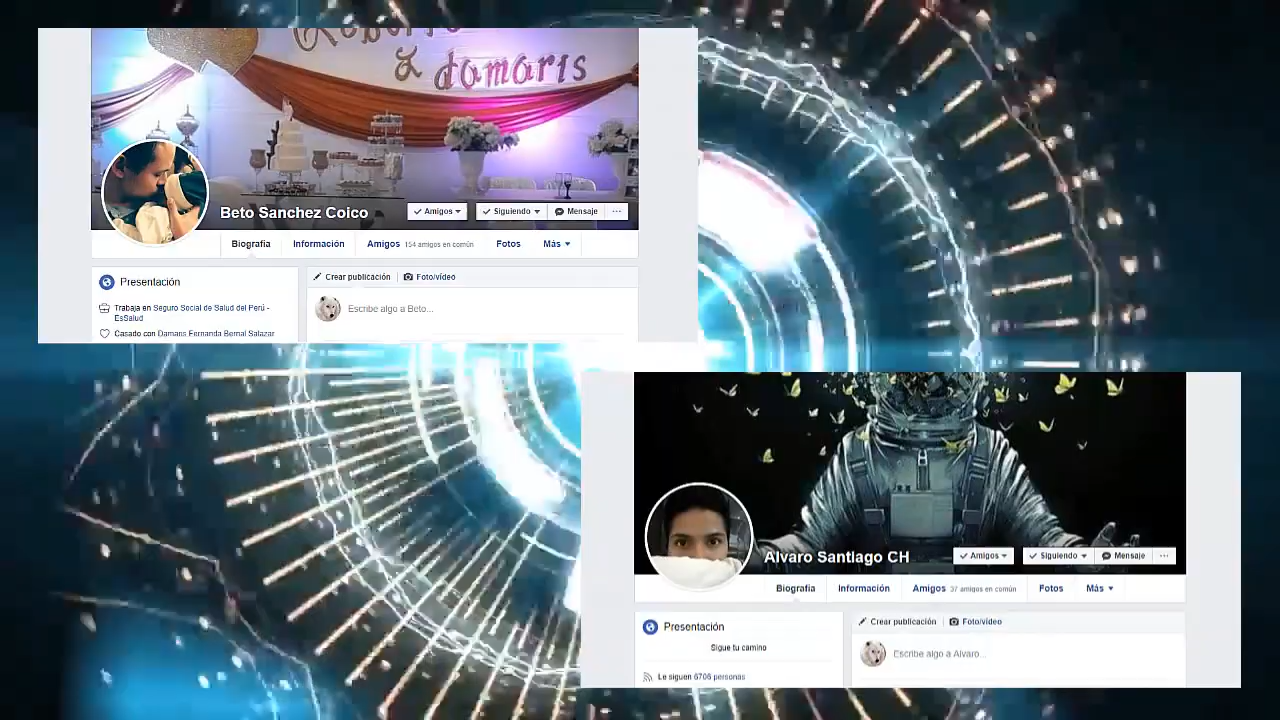 Roberto
& damaris
Beto Sanchez Coico
Amigos
Siguiendo
Mensaje
Biografía
Información
Amigos 154 amigos en común
Fotos
Más
Presentación
Crear publicación
Foto/vídeo
Trabaja en Seguro Social de Salud del Perú -
EsSalud
Escribe algo a Beto...
Casado con Damaris Fernanda Bernal Salazar
Alvaro Santiago CH
Amigos
Siguiendo
Mensaje
Biografía
Información
Amigos 37 amigos en común
Fotos
Más
Presentación
Crear publicación
Foto/vídeo
Sigue tu camino
Escribe algo a Alvaro...
Le siguen 6706 personas